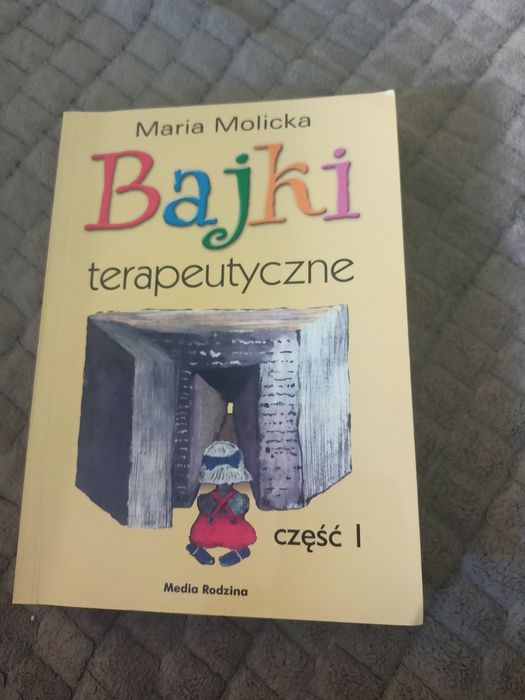 Maria Molicka
Bajki
terapeutyczne
część I
Media Rodzina